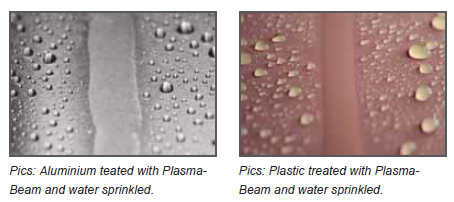 Pics: Aluminium teated with Plasma-
Beam and water sprinkled.
Pics: Plastic treated with Plasma-
Beam and water sprinkled.